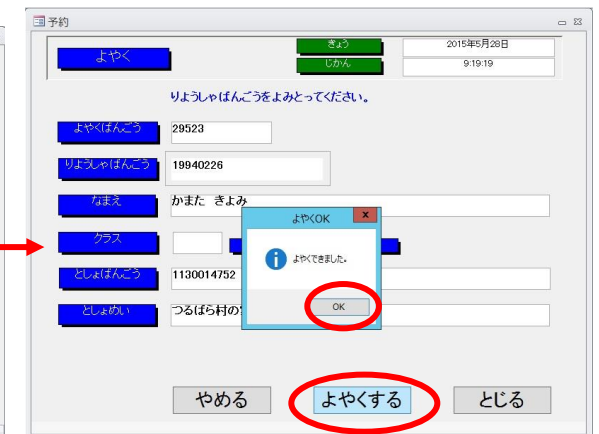 予約
よやく
きょう 2015年5月28日
じかん 9:19:19
りようしゃばんごうをよみとってください。
よやくばんごう 29523
りようしゃばんごう 19940226
なまえ かまた きよみ
よやくOK
クラス
よやくできました。
としょばんごう 1130014752
OK
としょめい つるばら村の
やめる よやくする とじる